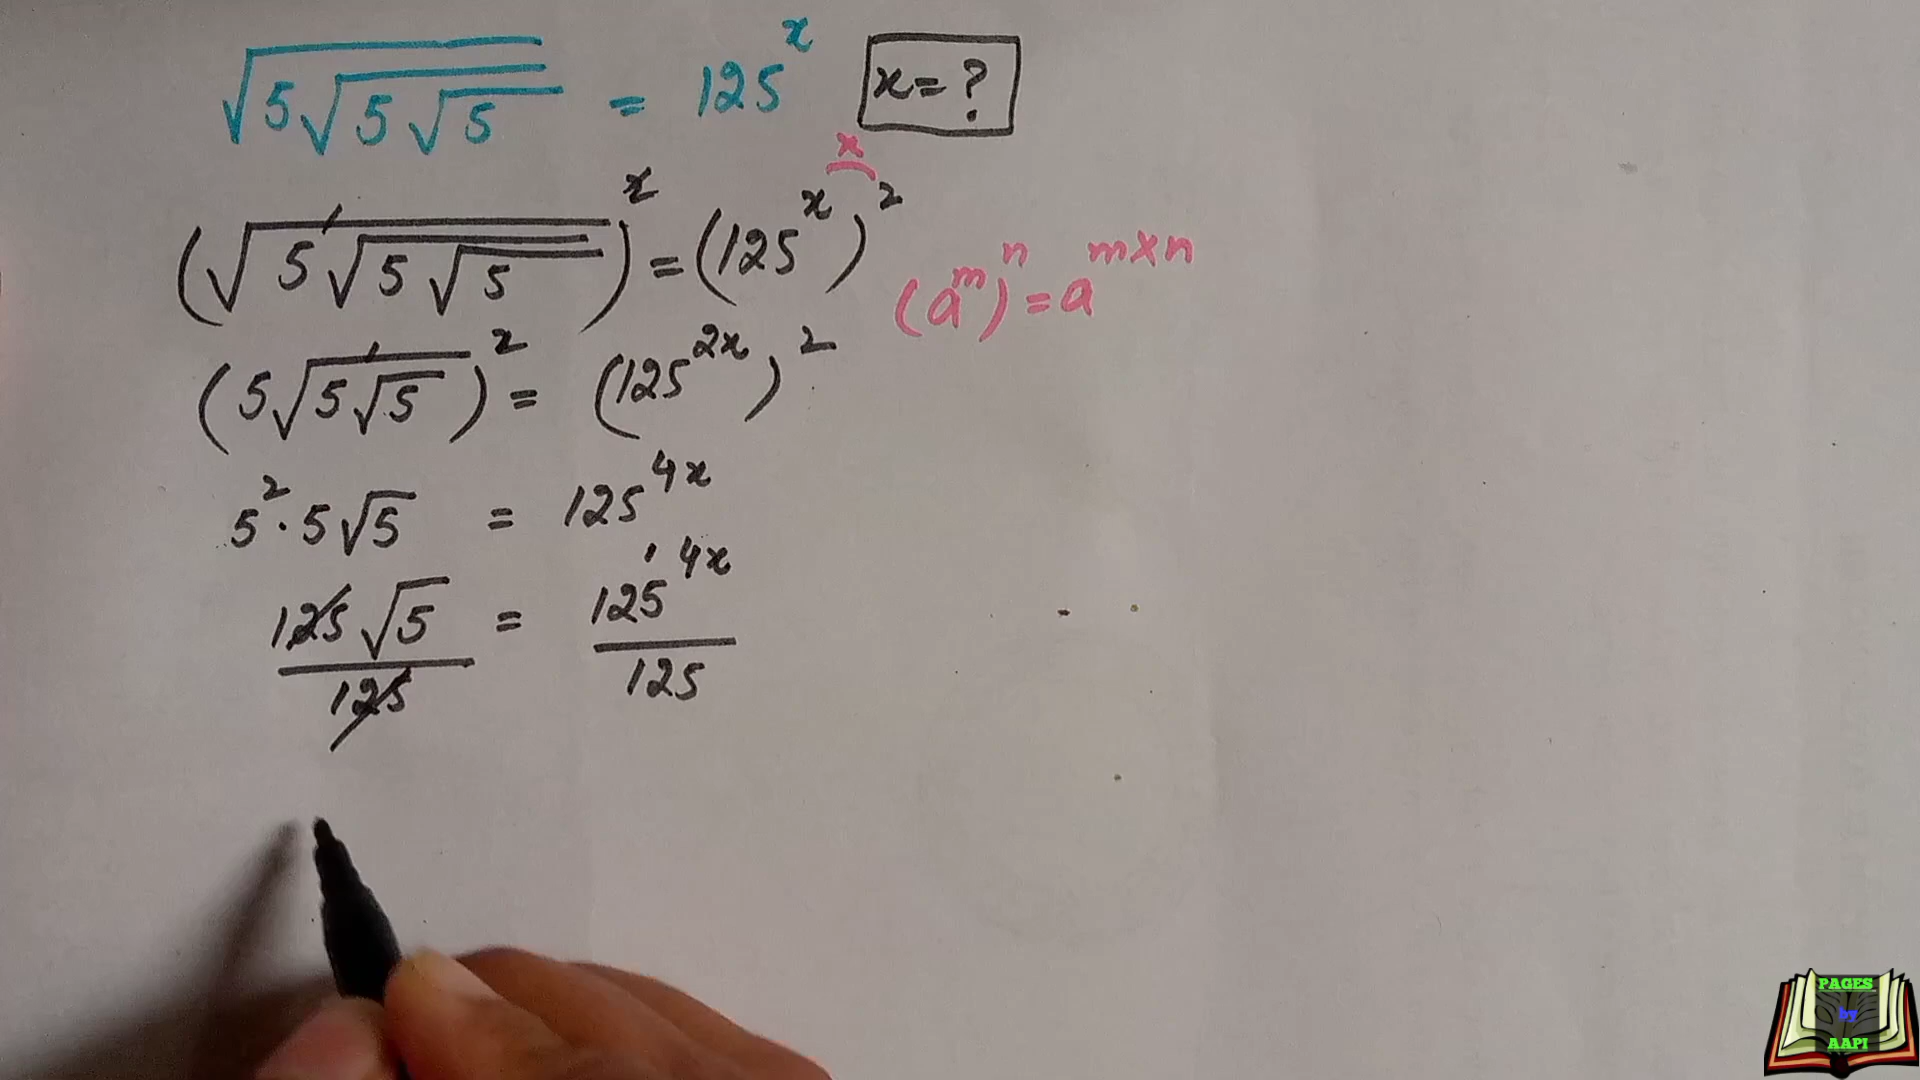 √5√5√5 = 125^x x = ?
(√5√5√5)^2 = (125^x)^2 x
(a^m)^n = a^m×n
(5√5√5)^2 = (125^2x)^2
5^2 · 5√5 = 125^4x
125√5 / 125 = 125^4x / 125
PAGES
by
AAPI